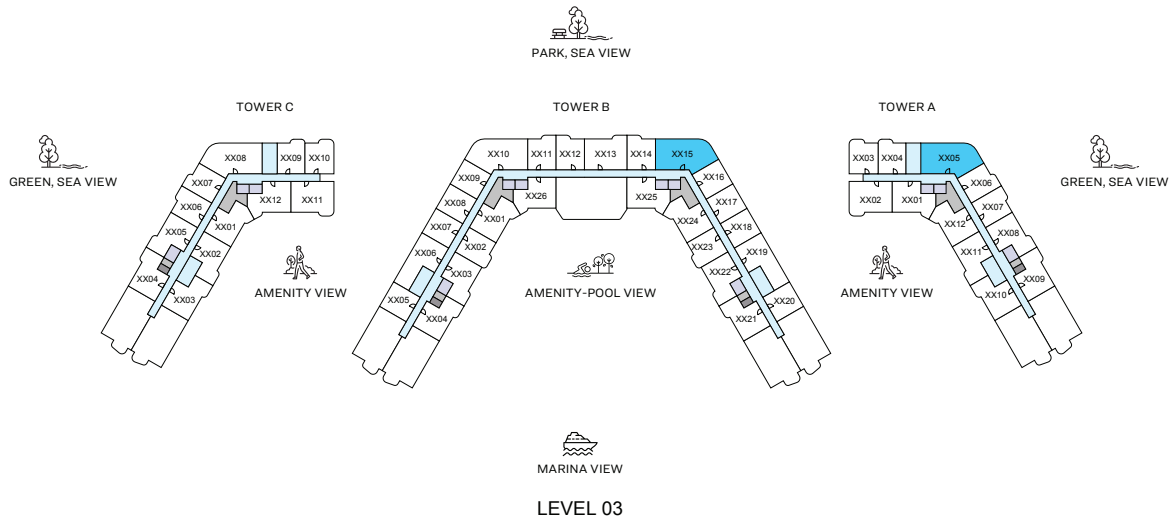 PARK, SEA VIEW
TOWER C
TOWER B
TOWER A
GREEN, SEA VIEW
GREEN, SEA VIEW
XX08
XX09
XX10
XX07
XX06
XX05
XX04
XX03
XX02
XX01
XX12
XX11
XX10
XX11
XX12
XX13
XX14
XX15
XX09
XX08
XX07
XX06
XX05
XX04
XX03
XX02
XX01
XX26
XX25
XX16
XX17
XX18
XX19
XX20
XX21
XX22
XX23
XX24
XX03
XX04
XX05
XX02
XX01
XX06
XX07
XX08
XX09
XX10
XX11
XX12
AMENITY VIEW
AMENITY-POOL VIEW
AMENITY VIEW
MARINA VIEW
LEVEL 03